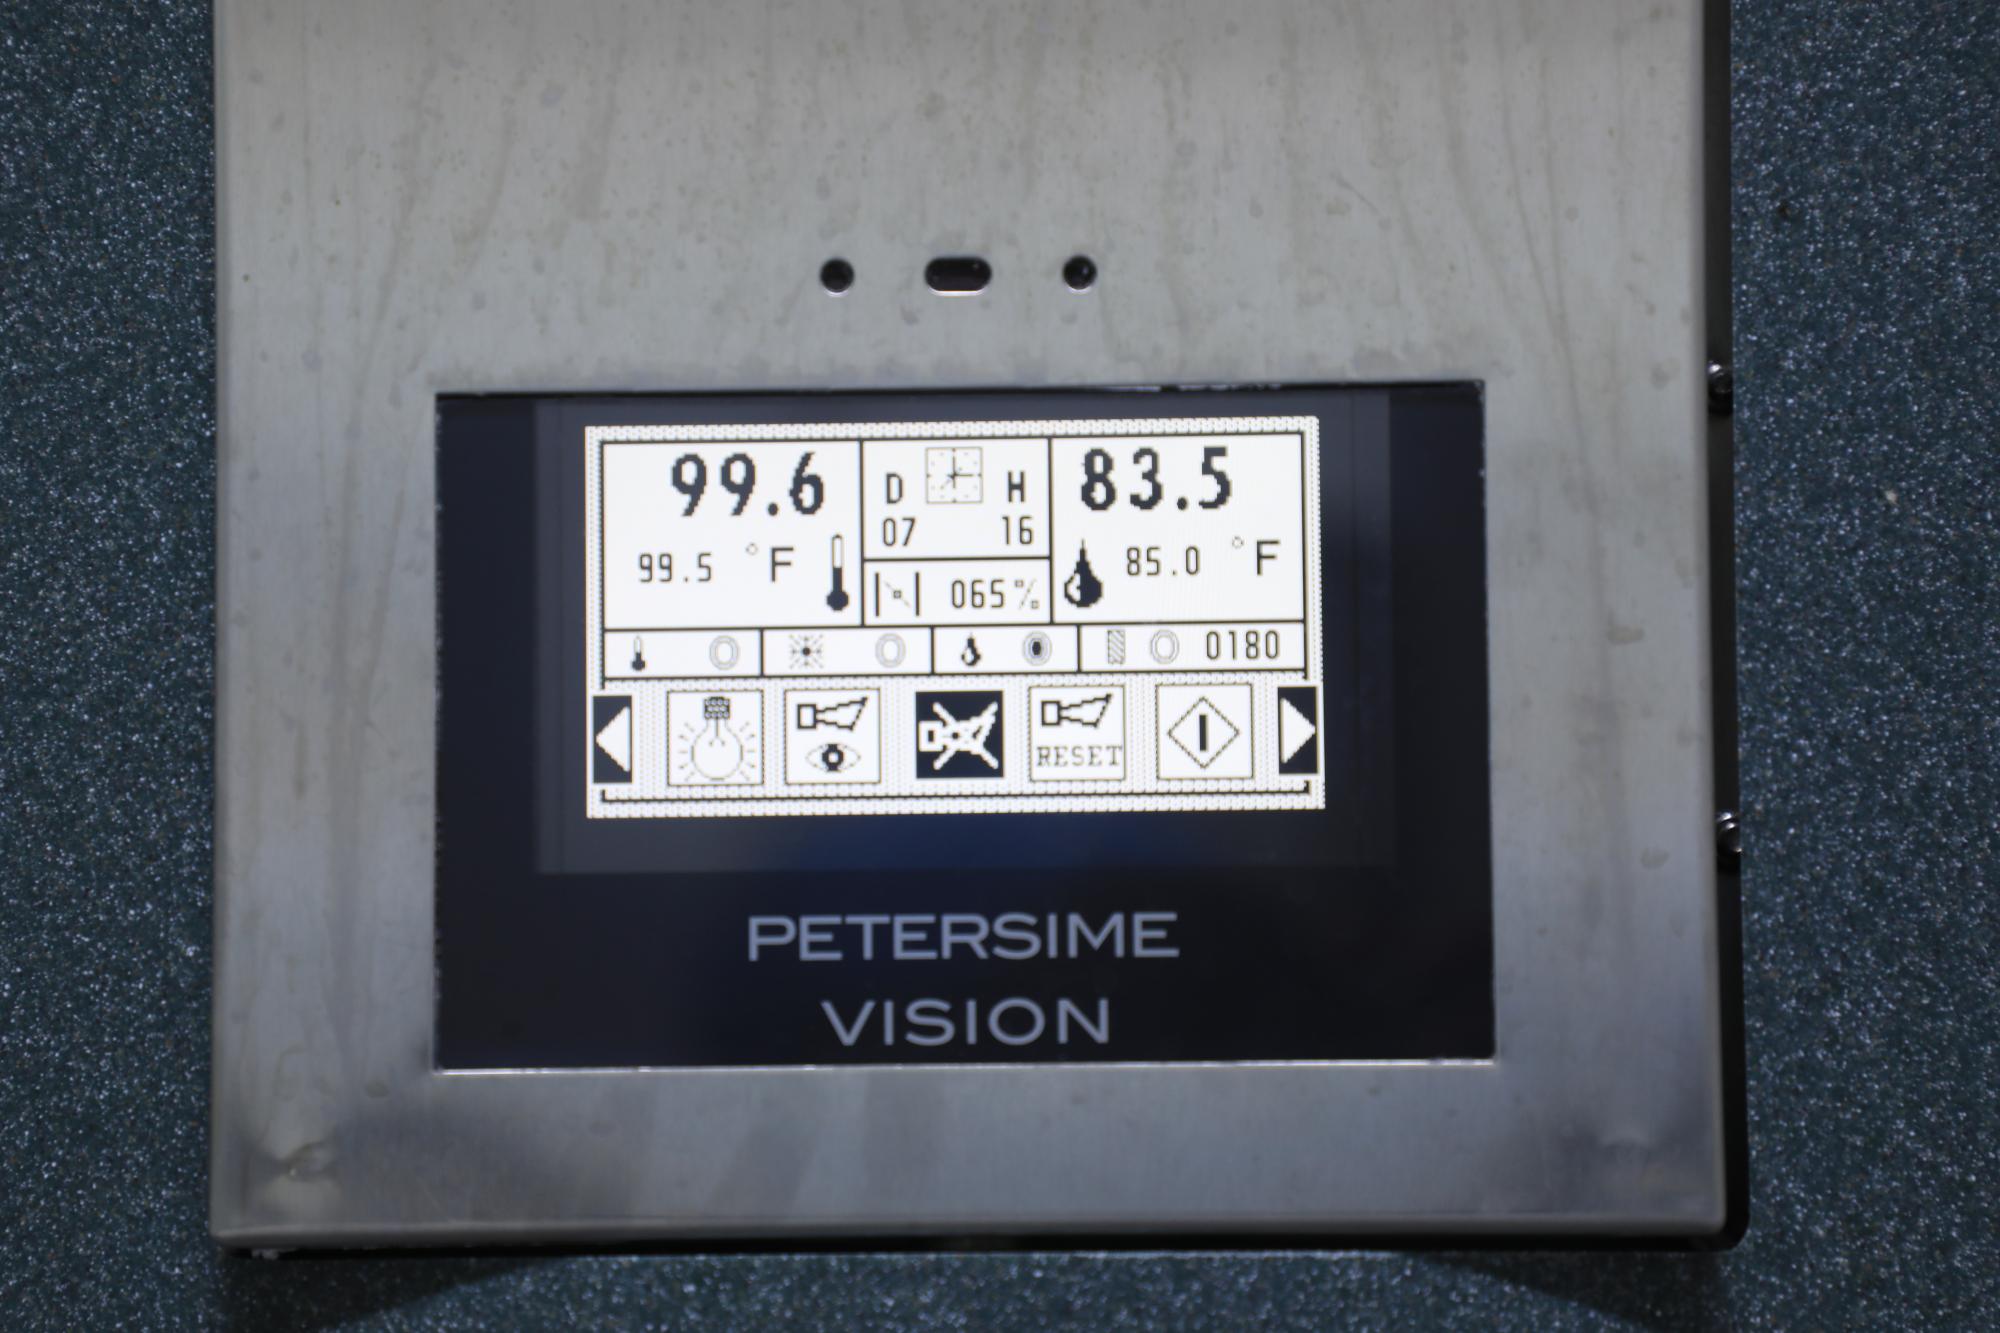 99.6
99.5 °F
D H
07 16
065%
83.5
85.0 °F
0180
RESET
PETERSIME
VISION